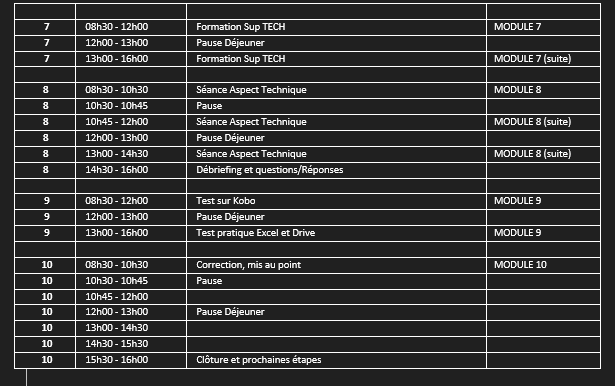 7 08h30 - 12h00 Formation Sup TECH MODULE 7
7 12h00 - 13h00 Pause Déjeuner
7 13h00 - 16h00 Formation Sup TECH MODULE 7 (suite)
8 08h30 - 10h30 Séance Aspect Technique MODULE 8
8 10h30 - 10h45 Pause
8 10h45 - 12h00 Séance Aspect Technique MODULE 8 (suite)
8 12h00 - 13h00 Pause Déjeuner
8 13h00 - 14h30 Séance Aspect Technique MODULE 8 (suite)
8 14h30 - 16h00 Débriefing et questions/Réponses
9 08h30 - 12h00 Test sur Kobo MODULE 9
9 12h00 - 13h00 Pause Déjeuner
9 13h00 - 16h00 Test pratique Excel et Drive MODULE 9
10 08h30 - 10h30 Correction, mis au point MODULE 10
10 10h30 - 10h45 Pause
10 10h45 - 12h00
10 12h00 - 13h00 Pause Déjeuner
10 13h00 - 14h30
10 14h30 - 15h30
10 15h30 - 16h00 Clôture et prochaines étapes